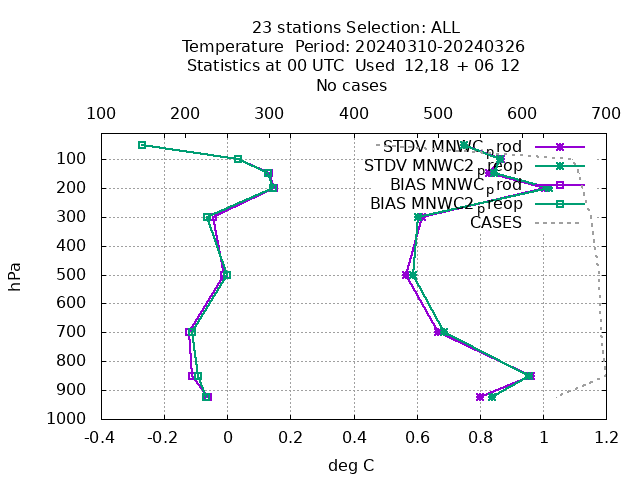 23 stations Selection: ALL
Temperature  Period: 20240310-20240326
Statistics at 00 UTC  Used  12,18 + 06 12
No cases
100 200 300 400 500 600 700
STDV MNWC_prod
STDV MNWC2_preop
BIAS MNWC_prod
BIAS MNWC2_preop
CASES
100
200
300
400
500
600
700
800
900
1000
hPa
-0.4 -0.2 0 0.2 0.4 0.6 0.8 1 1.2
deg C